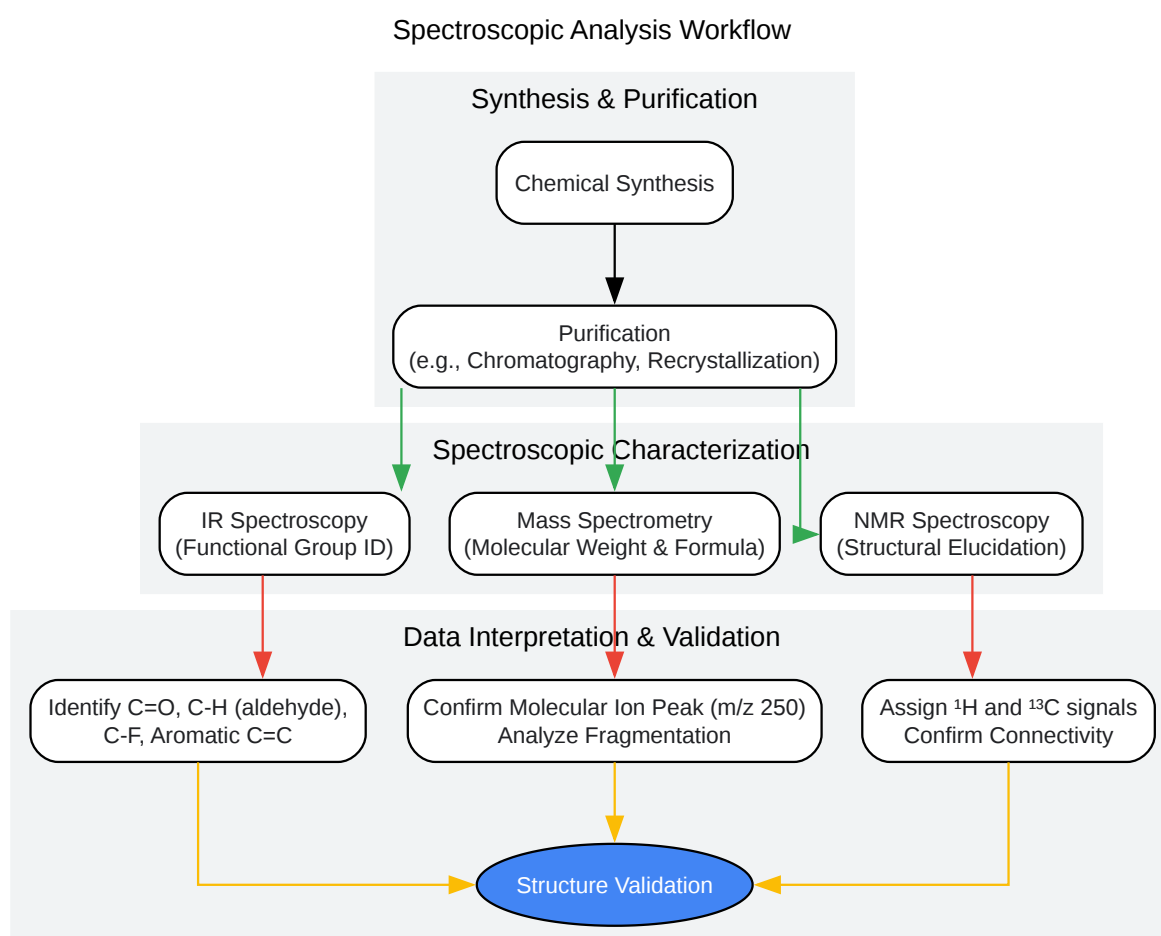 Spectroscopic Analysis Workflow
Synthesis & Purification
Chemical Synthesis
Purification
(e.g., Chromatography, Recrystallization)
Spectroscopic Characterization
IR Spectroscopy
(Functional Group ID)
Mass Spectrometry
(Molecular Weight & Formula)
NMR Spectroscopy
(Structural Elucidation)
Data Interpretation & Validation
Identify C=O, C-H (aldehyde),
C-F, Aromatic C=C
Confirm Molecular Ion Peak (m/z 250)
Analyze Fragmentation
Assign ¹H and ¹³C signals
Confirm Connectivity
Structure Validation